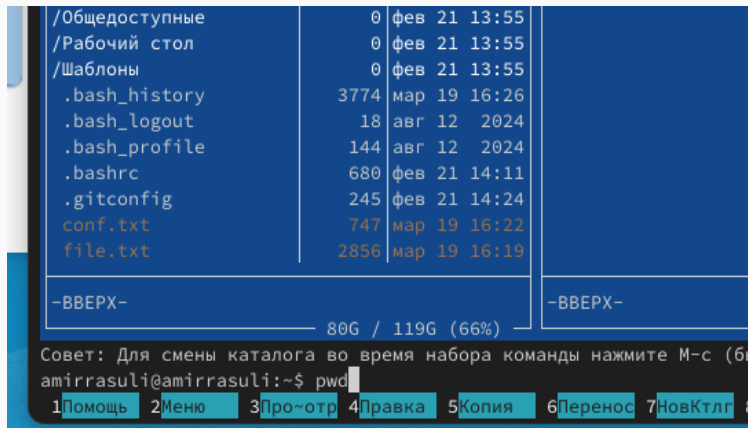 /Общедоступные 0 фев 21 13:55
/Рабочий стол 0 фев 21 13:55
/Шаблоны 0 фев 21 13:55
.bash_history 3774 мар 19 16:26
.bash_logout 18 авг 12 2024
.bash_profile 144 авг 12 2024
.bashrc 680 фев 21 14:11
.gitconfig 245 фев 21 14:24
conf.txt 747 мар 19 16:22
file.txt 2856 мар 19 16:19
-ВВЕРХ- -ВВЕРХ-
80G / 119G (66%)
Совет: Для смены каталога во время набора команды нажмите M-c (бы
amirrasuli@amirrasuli:~$ pwd
1Помощь 2Меню 3Про~отр 4Правка 5Копия 6Перенос 7НовКтлг